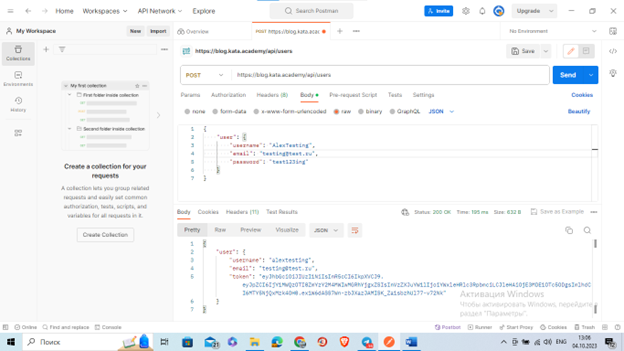 Home Workspaces API Network Explore
Search Postman
Invite
Upgrade
My Workspace
New Import
Overview
POST https://blog.kata.ac
No Environment
https://blog.kata.academy/api/users
Save
POST
https://blog.kata.academy/api/users
Send
Collections
Environments
History
Params Authorization Headers (8) Body Pre-request Script Tests Settings
Cookies
none form-data x-www-form-urlencoded raw binary GraphQL JSON
Beautify
1 {
2 "user": {
3 "username": "AlexTesting",
4 "email": "testing@test.ru",
5 "password": "test123ing"
6 }
7 }
My first collection
First folder inside collection
Second folder inside collection
Create a collection for your
requests
A collection lets you group related
requests and easily set common
authorization, tests, scripts, and
variables for all requests in it.
Create Collection
Body Cookies Headers (11) Test Results
Status: 200 OK Time: 195 ms Size: 632 B
Save as Example
Pretty Raw Preview Visualize JSON
1 {
2 "user": {
3 "username": "alextesting",
4 "email": "testing@test.ru",
5 "token":
6 }
7 }
Активация Windows
Чтобы активировать Windows, перейдите в
раздел "Параметры".
Online Find and replace Console
Postbot Runner Start Proxy Cookies Trash
Поиск
13:06
04.10.2023